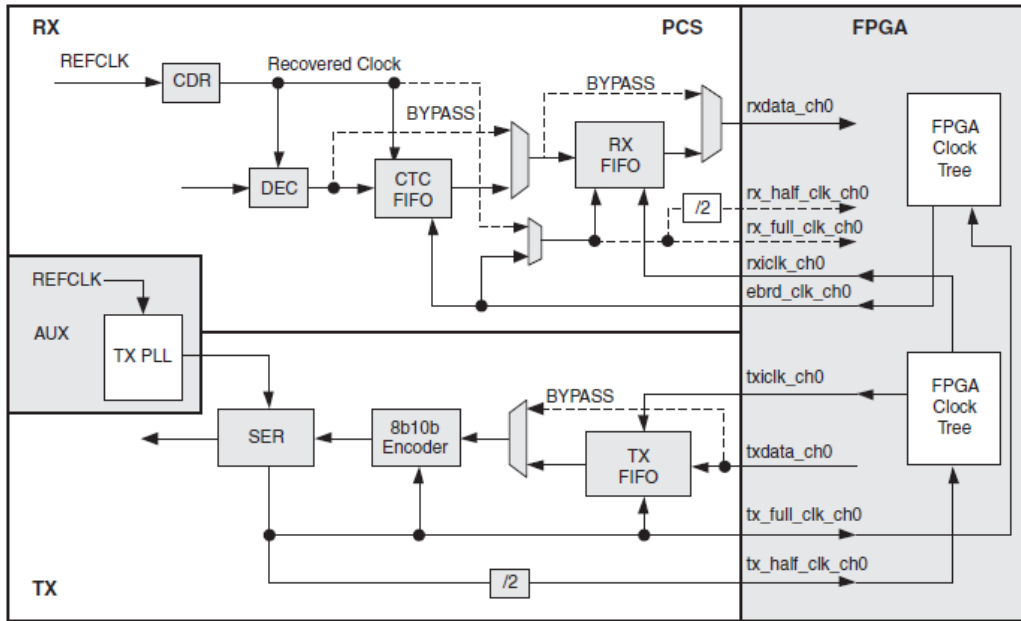 RX
PCS
FPGA
REFCLK
CDR
Recovered Clock
BYPASS
BYPASS
rxdata_ch0
FPGA
Clock
Tree
RX
FIFO
DEC
CTC
FIFO
/2
rx_half_clk_ch0
rx_full_clk_ch0
rxiclk_ch0
ebrd_clk_ch0
REFCLK
AUX
TX PLL
txiclk_ch0
FPGA
Clock
Tree
BYPASS
SER
8b10b
Encoder
TX
FIFO
txdata_ch0
tx_full_clk_ch0
tx_half_clk_ch0
/2
TX